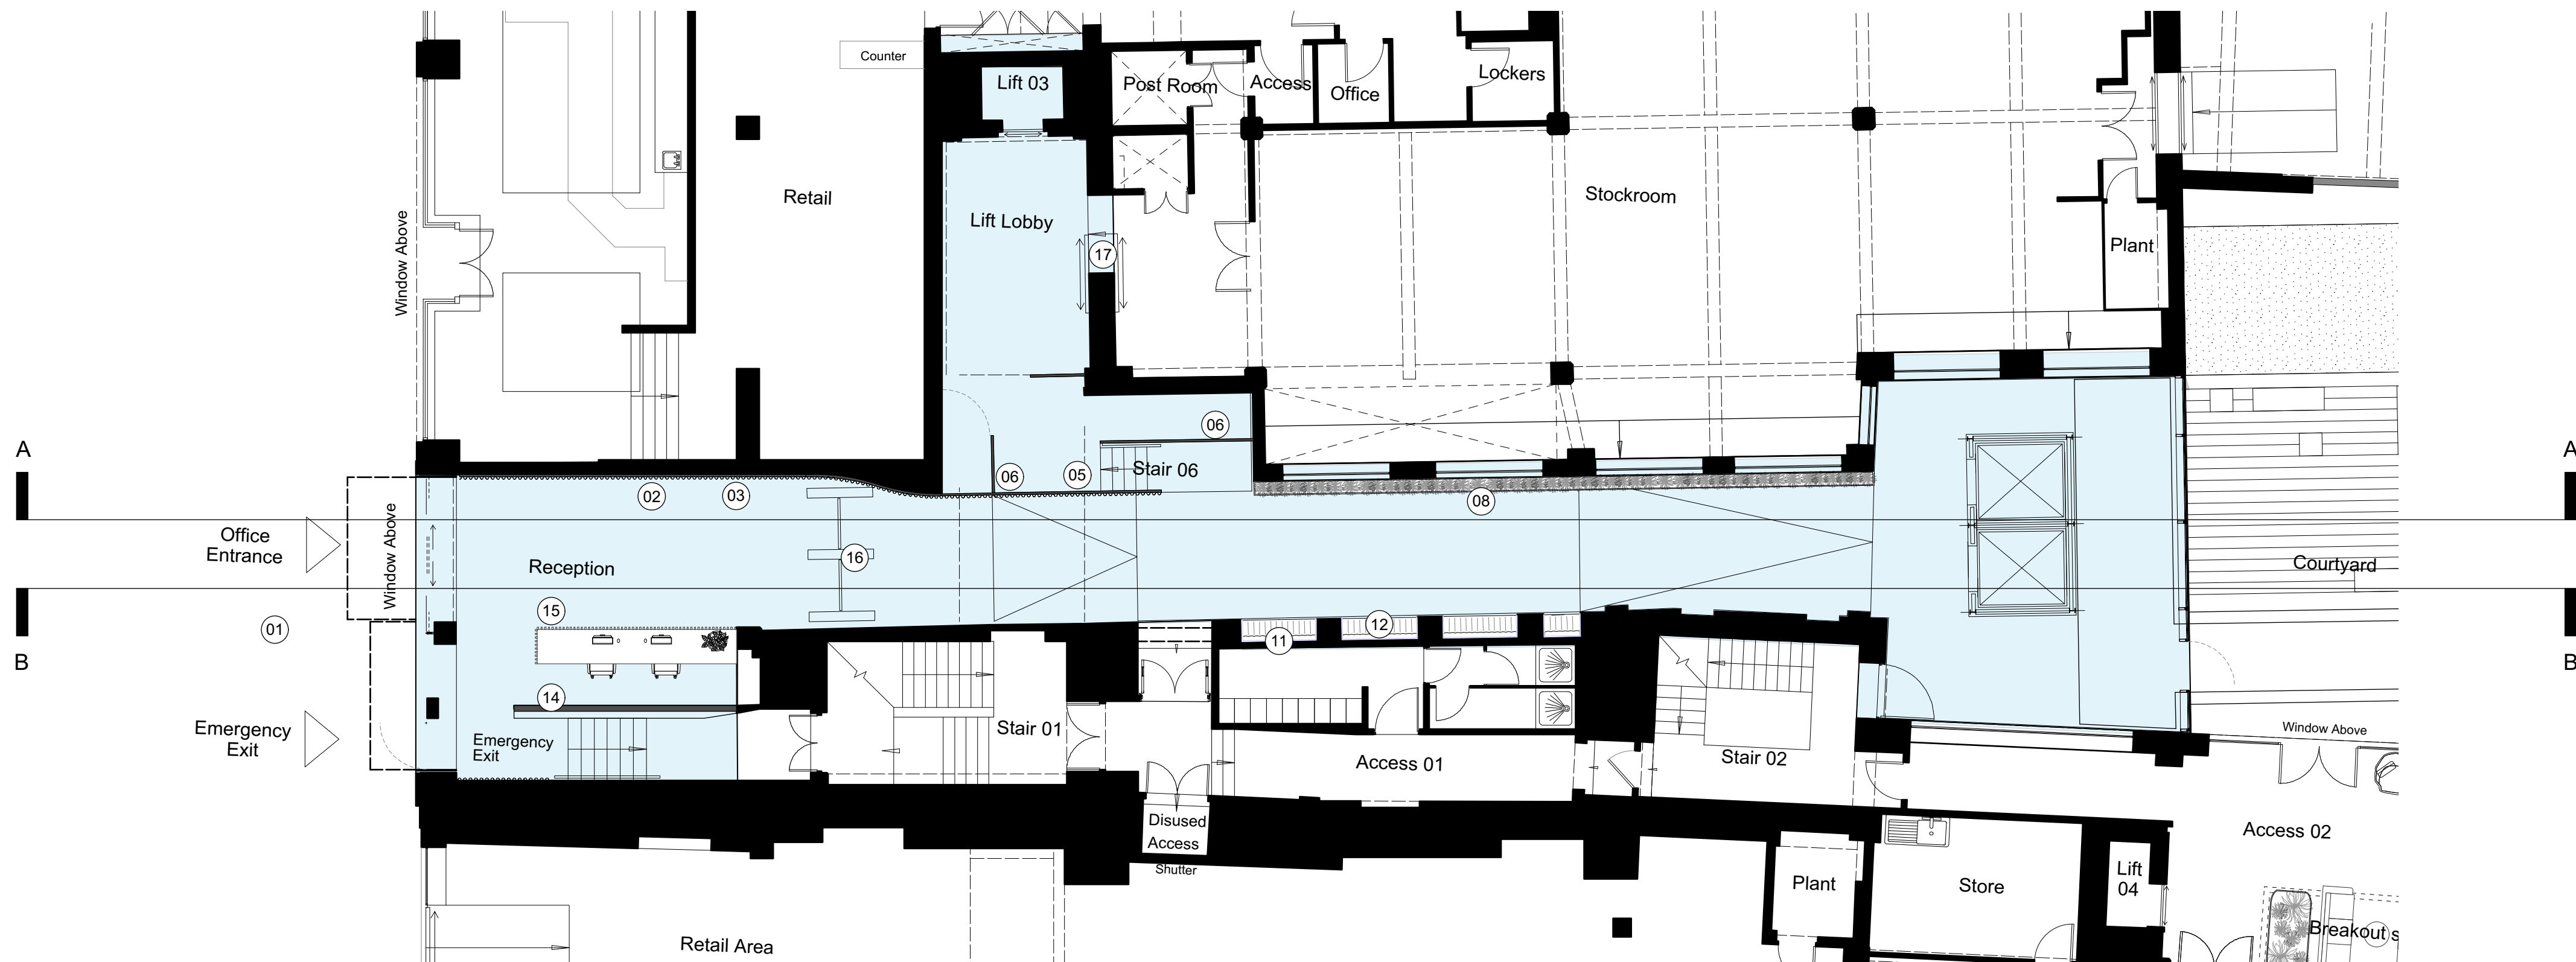 Counter
Lift 03
Post Room
Access
Office
Lockers
Retail
Stockroom
Window Above
Lift Lobby
17
Plant
06
A
A
Stair 06
05
06
02
03
08
Office
Entrance
Window Above
Reception
16
Courtyard
15
01
12
11
B
B
14
Emergency
Exit
Emergency
Exit
Stair 01
Access 01
Stair 02
Window Above
Disused
Access
Shutter
Access 02
Plant
Store
Lift
04
Retail Area
Breakout s